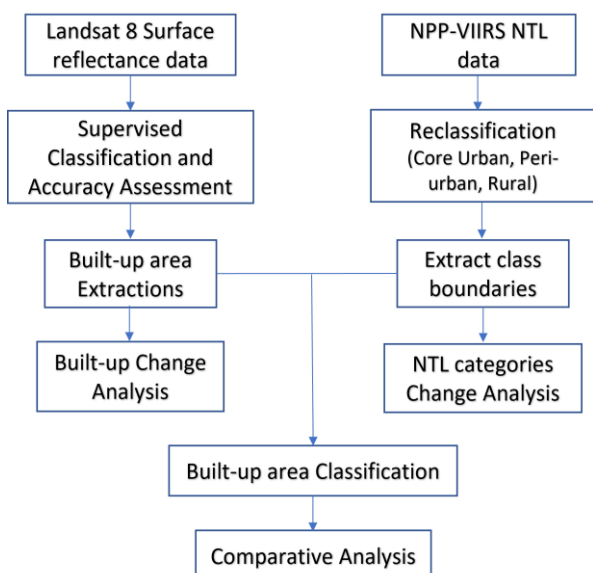 Landsat 8 Surface
reflectance data
NPP-VIIRS NTL
data
Supervised
Classification and
Accuracy Assessment
Reclassification
(Core Urban, Peri-
urban, Rural)
Built-up area
Extractions
Extract class
boundaries
Built-up Change
Analysis
NTL categories
Change Analysis
Built-up area Classification
Comparative Analysis